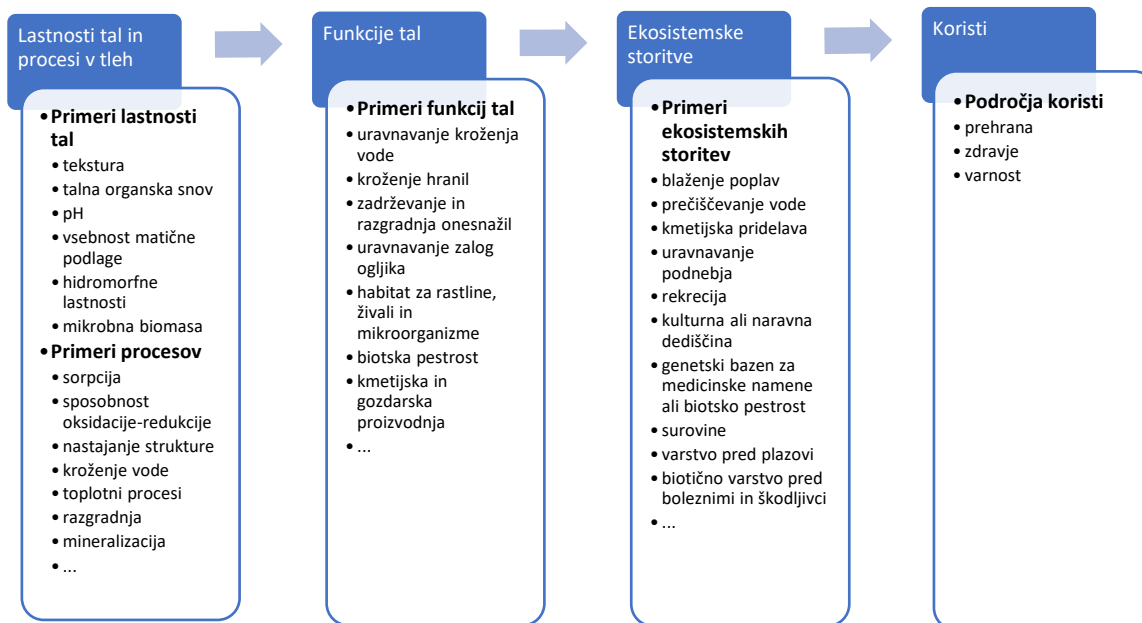 Lastnosti tal in
procesi v tleh
• Primeri lastnosti
tal
• tekstura
• talna organska snov
• pH
• vsebnost matične
podlage
• hidromorfne
lastnosti
• mikrobna biomasa
• Primeri procesov
• sorpcija
• sposobnost
oksidacije-redukcije
• nastajanje strukture
• kroženje vode
• toplotni procesi
• razgradnja
• mineralizacija
• ...
Funkcije tal
• Primeri funkcij tal
• uravnavanje kroženja
vode
• kroženje hranil
• zadrževanje in
razgradnja onesnažil
• uravnavanje zalog
ogljika
• habitat za rastline,
živali in
mikroorganizme
• biotska pestrost
• kmetijska in
gozdarska
proizvodnja
• ...
Ekosistemske
storitve
• Primeri
ekosistemskih
storitev
• blaženje poplav
• prečiščevanje vode
• kmetijska pridelava
• uravnavanje
podnebja
• rekrecija
• kulturna ali naravna
dediščina
• genetski bazen za
medicinske namene
ali biotsko pestrost
• surovine
• varstvo pred plazovi
• biotično varstvo pred
boleznimi in škodljivci
• ...
Koristi
• Področja koristi
• prehrana
• zdravje
• varnost